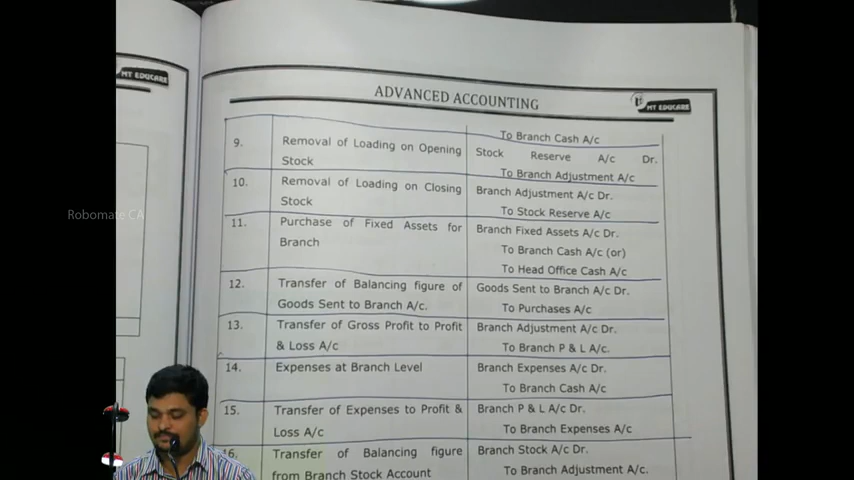 MT EDUCARE
ADVANCED ACCOUNTING
MT EDUCARE
To Branch Cash A/c
9. Removal of Loading on Opening Stock Reserve A/c Dr.
Stock To Branch Adjustment A/c
10. Removal of Loading on Closing Branch Adjustment A/c Dr.
Stock To Stock Reserve A/c
11. Purchase of Fixed Assets for Branch Fixed Assets A/c Dr.
Branch To Branch Cash A/c (or)
To Head Office Cash A/c
12. Transfer of Balancing figure of Goods Sent to Branch A/c Dr.
Goods Sent to Branch A/c. To Purchases A/c
13. Transfer of Gross Profit to Profit Branch Adjustment A/c Dr.
& Loss A/c To Branch P & L A/c.
14. Expenses at Branch Level Branch Expenses A/c Dr.
To Branch Cash A/c
15. Transfer of Expenses to Profit & Branch P & L A/c Dr.
Loss A/c To Branch Expenses A/c
16. Transfer of Balancing figure Branch Stock A/c Dr.
from Branch Stock Account To Branch Adjustment A/c.
Robomate CA